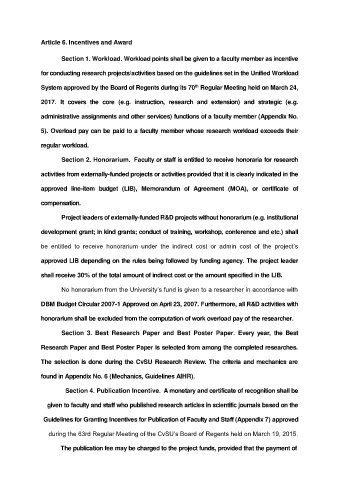 Article 6. Incentives and Award
Section 1. Workload. Workload points shall be given to a faculty member as incentive
for conducting research projects/activities based on the guidelines set in the Unified Workload
System approved by the Board of Regents during its 70th Regular Meeting held on March 24,
2017. It covers the core (e.g. instruction, research and extension) and strategic (e.g.
administrative assignments and other services) functions of a faculty member (Appendix No.
5). Overload pay can be paid to a faculty member whose research workload exceeds their
regular workload.
Section 2. Honorarium. Faculty or staff is entitled to receive honoraria for research
activities from externally-funded projects or activities provided that it is clearly indicated in the
approved line-item budget (LIB), Memorandum of Agreement (MOA), or certificate of
compensation.
Project leaders of externally-funded R&D projects without honorarium (e.g. institutional
development grant; in kind grants; conduct of training, workshop, conference and etc.) shall
be entitled to receive honorarium under the indirect cost or admin cost of the project's
approved LIB depending on the rules being followed by funding agency. The project leader
shall receive 30% of the total amount of indirect cost or the amount specified in the LIB.
No honorarium from the University's fund is given to a researcher in accordance with
DBM Budget Circular 2007-1 Approved on April 23, 2007. Furthermore, all R&D activities with
honorarium shall be excluded from the computation of work overload pay of the researcher.
Section 3. Best Research Paper and Best Poster Paper. Every year, the Best
Research Paper and Best Poster Paper is selected from among the completed researches.
The selection is done during the CvSU Research Review. The criteria and mechanics are
found in Appendix No. 6 (Mechanics, Guidelines AIHR).
Section 4. Publication Incentive. A monetary and certificate of recognition shall be
given to faculty and staff who published research articles in scientific journals based on the
Guidelines for Granting Incentives for Publication of Faculty and Staff (Appendix 7) approved
during the 63rd Regular Meeting of the CvSU's Board of Regents held on March 19, 2015.
The publication fee may be charged to the project funds, provided that the payment of